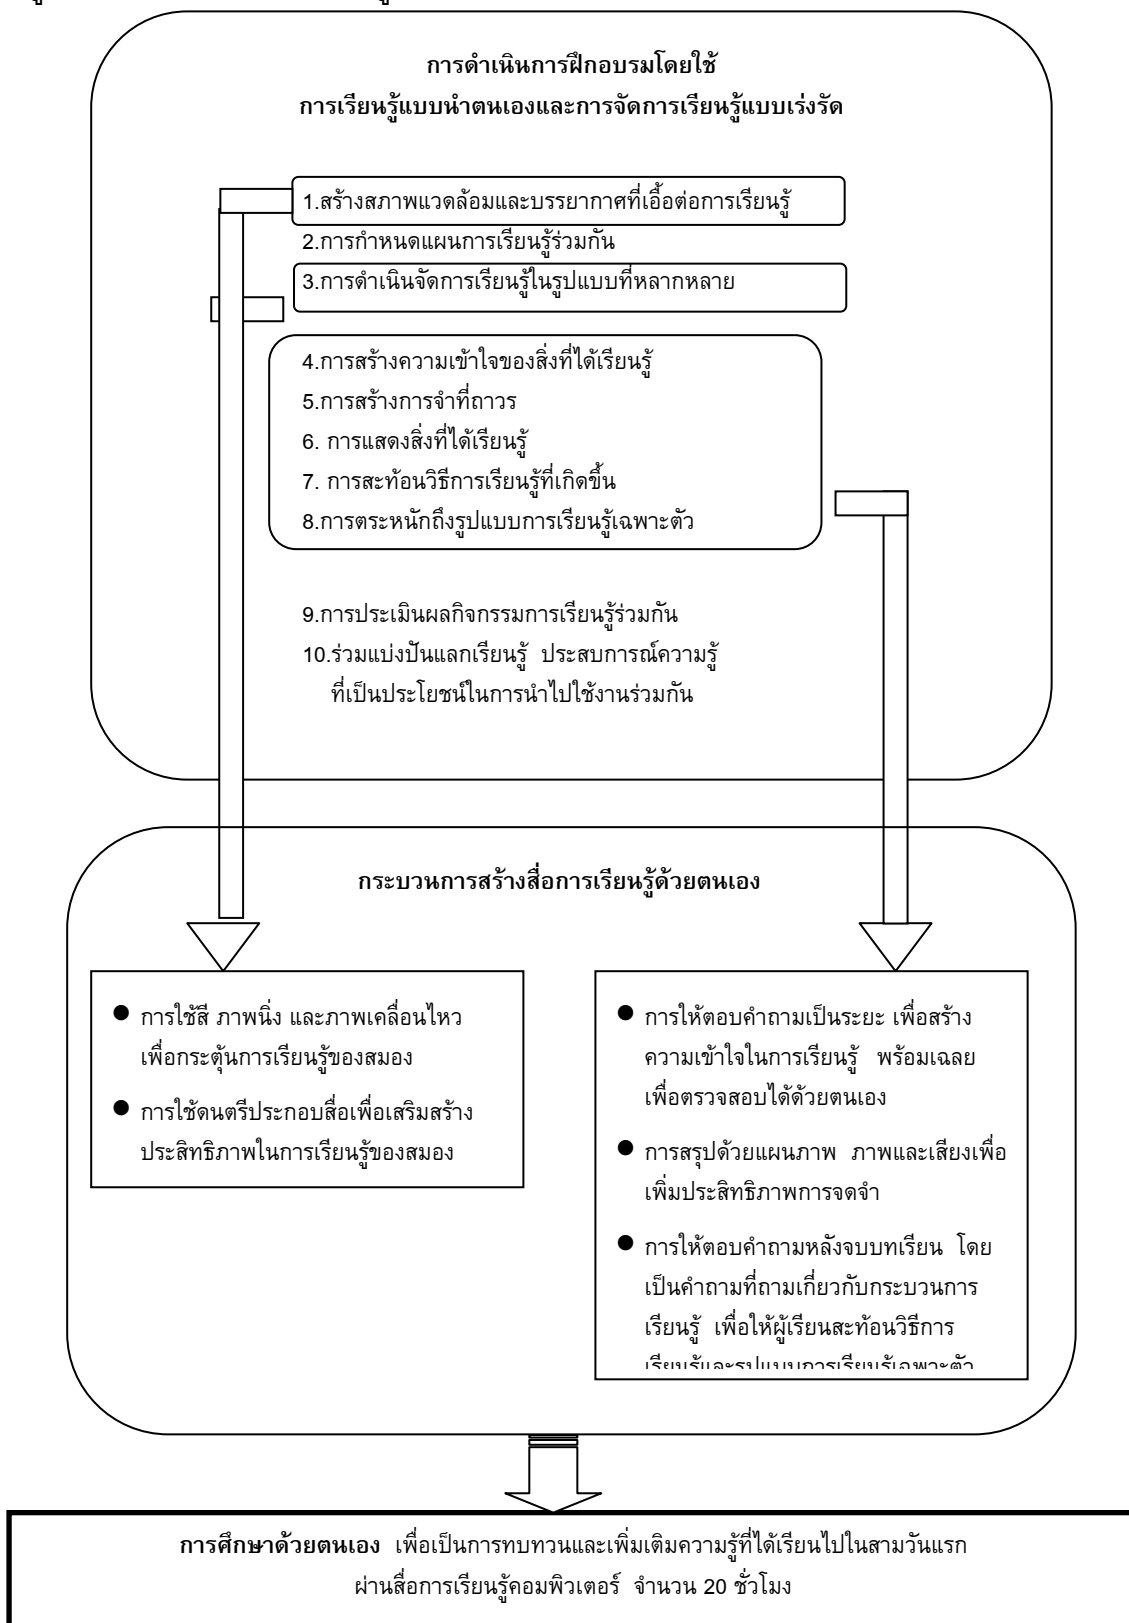 การดำเนินการฝึกอบรมโดยใช้
การเรียนรู้แบบนำตนเองและการจัดการเรียนรู้แบบเร่งรัด
1.สร้างสภาพแวดล้อมและบรรยากาศที่เอื้อต่อการเรียนรู้
2.การกำหนดแผนการเรียนรู้ร่วมกัน
3.การดำเนินจัดการเรียนรู้ในรูปแบบที่หลากหลาย
4.การสร้างความเข้าใจของสิ่งที่ได้เรียนรู้
5.การสร้างการจำที่ถาวร
6. การแสดงสิ่งที่ได้เรียนรู้
7. การสะท้อนวิธีการเรียนรู้ที่เกิดขึ้น
8.การตระหนักถึงรูปแบบการเรียนรู้เฉพาะตัว
9.การประเมินผลกิจกรรมการเรียนรู้ร่วมกัน
10.ร่วมแบ่งปันแลกเรียนรู้ ประสบการณ์ความรู้
ที่เป็นประโยชน์ในการนำไปใช้งานร่วมกัน
กระบวนการสร้างสื่อการเรียนรู้ด้วยตนเอง
● การใช้สี ภาพนิ่ง และภาพเคลื่อนไหว
เพื่อกระตุ้นการเรียนรู้ของสมอง
● การใช้ดนตรีประกอบสื่อเพื่อเสริมสร้าง
ประสิทธิภาพในการเรียนรู้ของสมอง
● การให้ตอบคำถามเป็นระยะ เพื่อสร้าง
ความเข้าใจในการเรียนรู้ พร้อมเฉลย
เพื่อตรวจสอบได้ด้วยตนเอง
● การสรุปด้วยแผนภาพ ภาพและเสียงเพื่อ
เพิ่มประสิทธิภาพการจดจำ
● การให้ตอบคำถามหลังจบบทเรียน โดย
เป็นคำถามที่ถามเกี่ยวกับกระบวนการ
เรียนรู้ เพื่อให้ผู้เรียนสะท้อนวิธีการ
เรียนรู้และรูปแบบการเรียนรู้เฉพาะตัว
การศึกษาด้วยตนเอง เพื่อเป็นการทบทวนและเพิ่มเติมความรู้ที่ได้เรียนไปในสามวันแรก
ผ่านสื่อการเรียนรู้คอมพิวเตอร์ จำนวน 20 ชั่วโมง